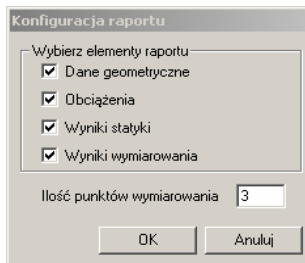 Konfiguracja raportu
Wybierz elementy raportu
Dane geometryczne
Obciążenia
Wyniki statyki
Wyniki wymiarowania
Ilość punktów wymiarowania 3
OK Anuluj